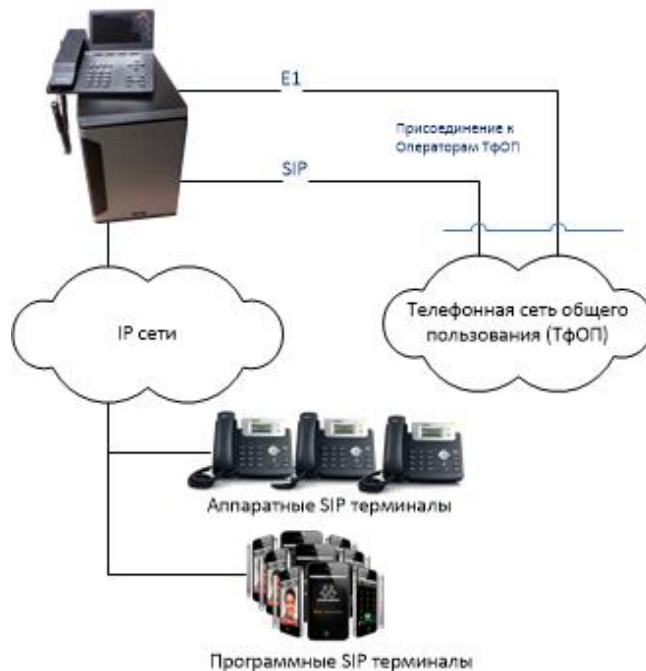 E1
Присоединение к
Операторам ТфОП
SIP
IP сети
Телефонная сеть общего
пользования (ТфОП)
Аппаратные SIP терминалы
Программные SIP терминалы